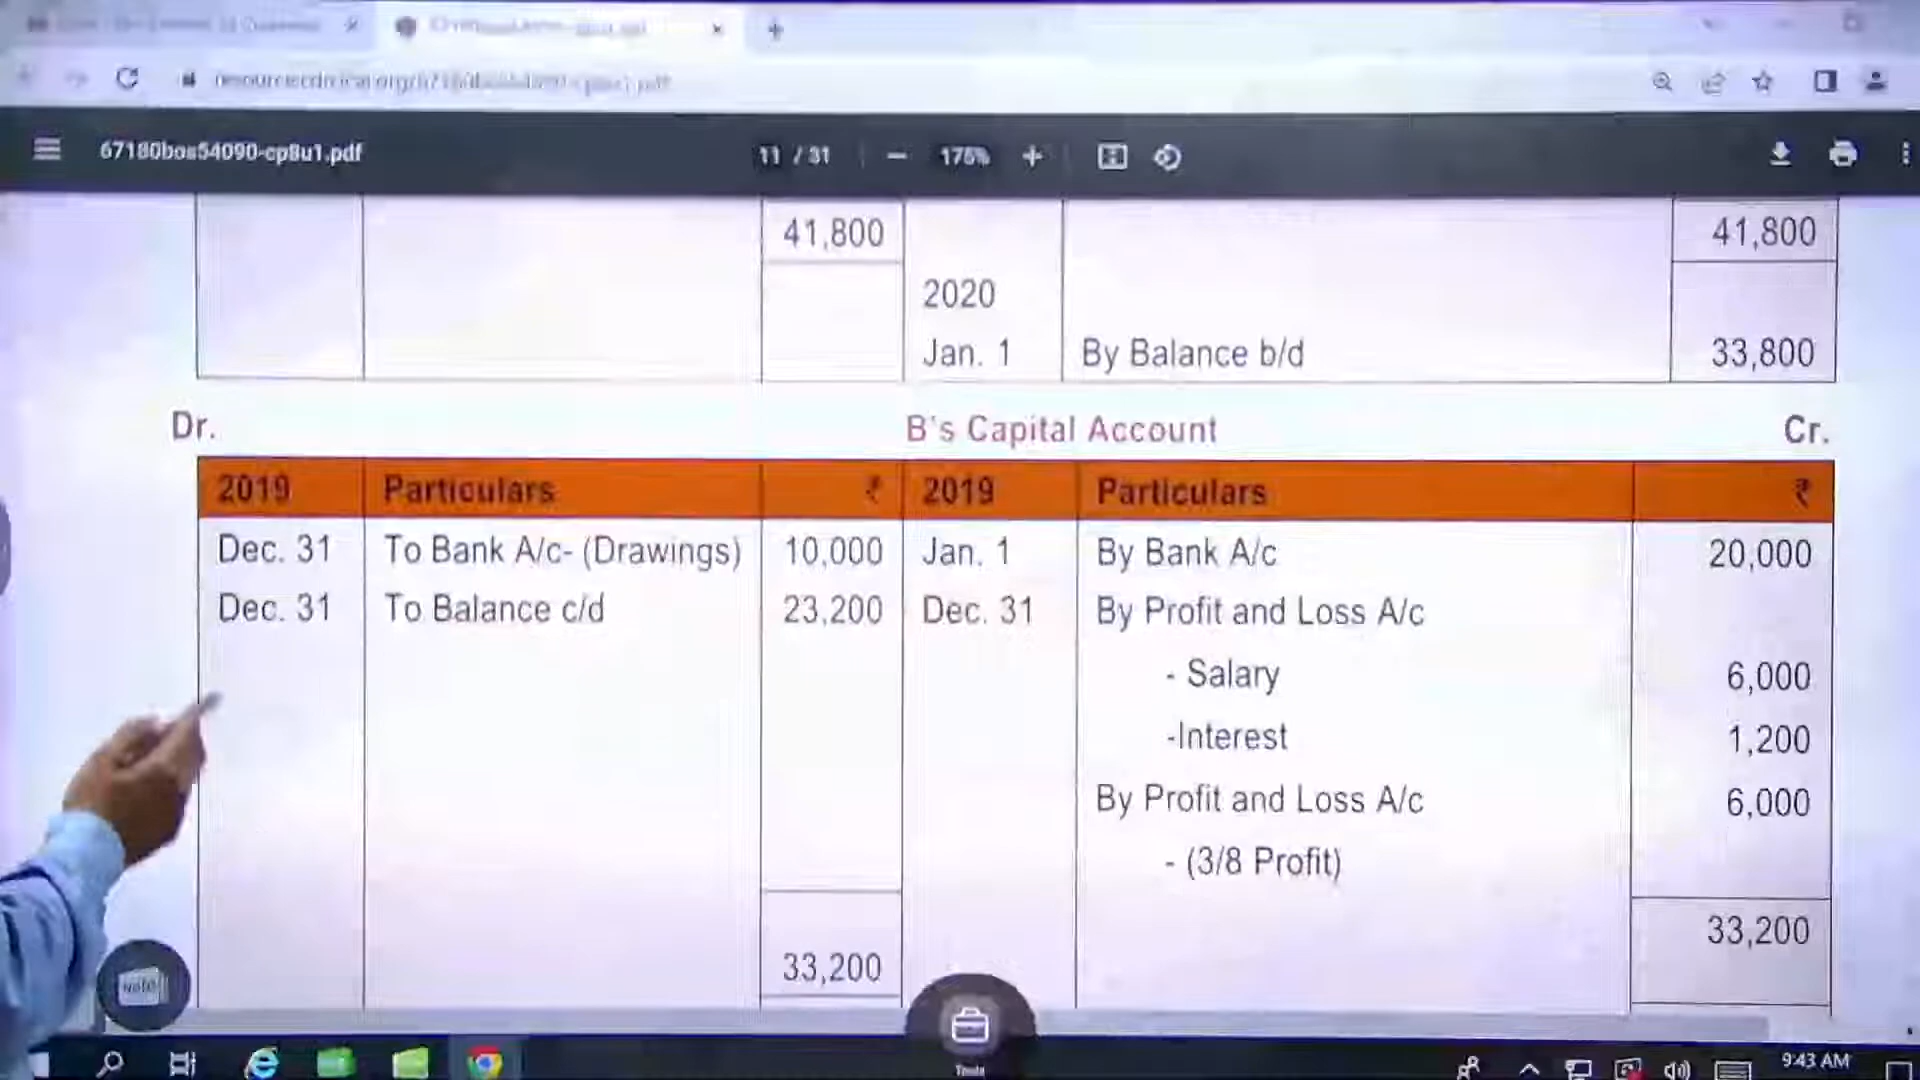 67180bos54090-cp8u1.pdf
11 / 31
175%
41,800 41,800
2020
Jan. 1 By Balance b/d 33,800
Dr. B's Capital Account Cr.
2019 Particulars ₹ 2019 Particulars ₹
Dec. 31 To Bank A/c- (Drawings) 10,000 Jan. 1 By Bank A/c 20,000
Dec. 31 To Balance c/d 23,200 Dec. 31 By Profit and Loss A/c
- Salary 6,000
-Interest 1,200
By Profit and Loss A/c 6,000
- (3/8 Profit)
33,200
33,200
Note
Tools
9:43 AM